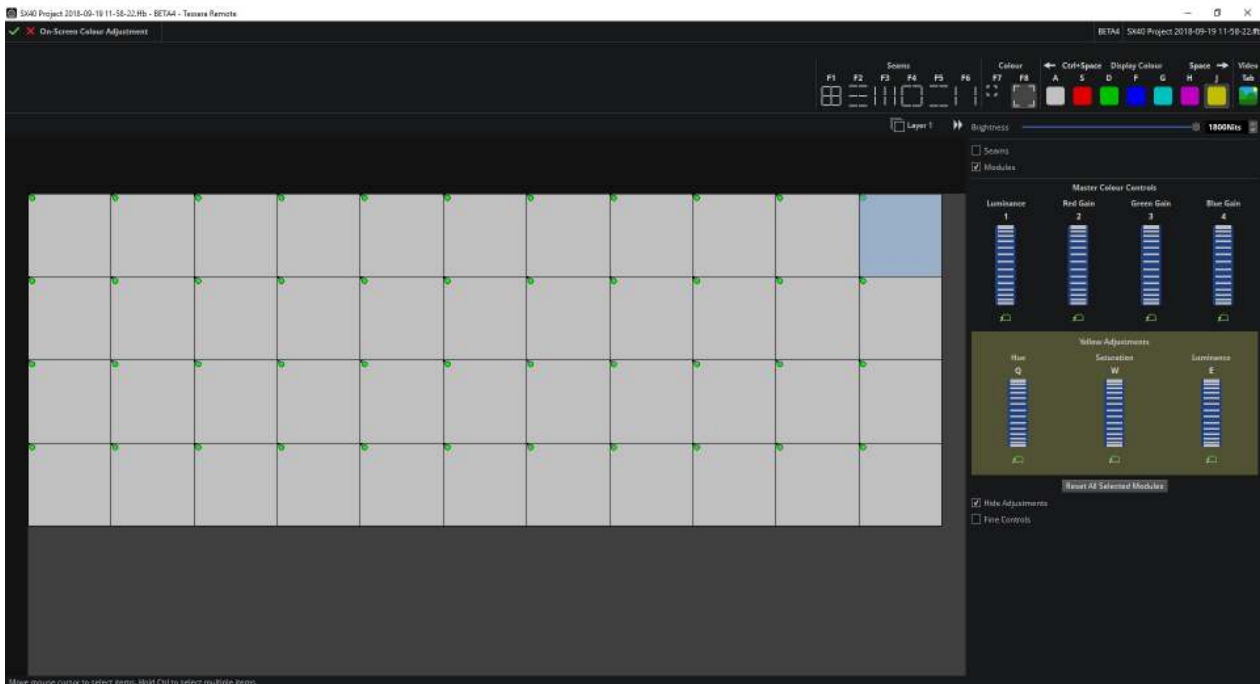 SX40 Project 2018-09-19 11-58-22.ffb - BETA4 - Tessera Remote
On-Screen Colour Adjustment
BETA4 SX40 Project 2018-09-19 11-58-22.ff
Seams Colour Ctrl+Space Display Colour Space Video
F1 F2 F3 F4 F5 F6 F7 F8 A S D F G H J Tab
Layer 1
Brightness 1800Nits
Seams
Modules
Master Colour Controls
Luminance Red Gain Green Gain Blue Gain
1 2 3 4
Yellow Adjustments
Hue Saturation Luminance
Q W E
Reset All Selected Modules
Hide Adjustments
Fine Controls
Move mouse cursor to select items. Hold Ctrl to select multiple items.